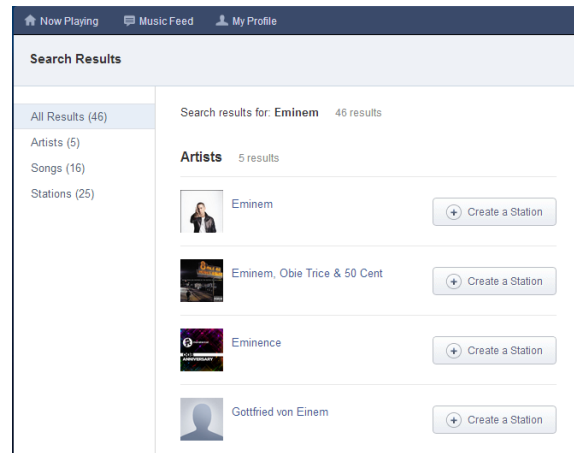 Now Playing Music Feed My Profile
Search Results
All Results (46)
Artists (5)
Songs (16)
Stations (25)
Search results for: Eminem 46 results
Artists 5 results
Eminem
Create a Station
Eminem, Obie Trice & 50 Cent
Create a Station
Eminence
Create a Station
ANNIVERSARY
Gottfried von Einem
Create a Station